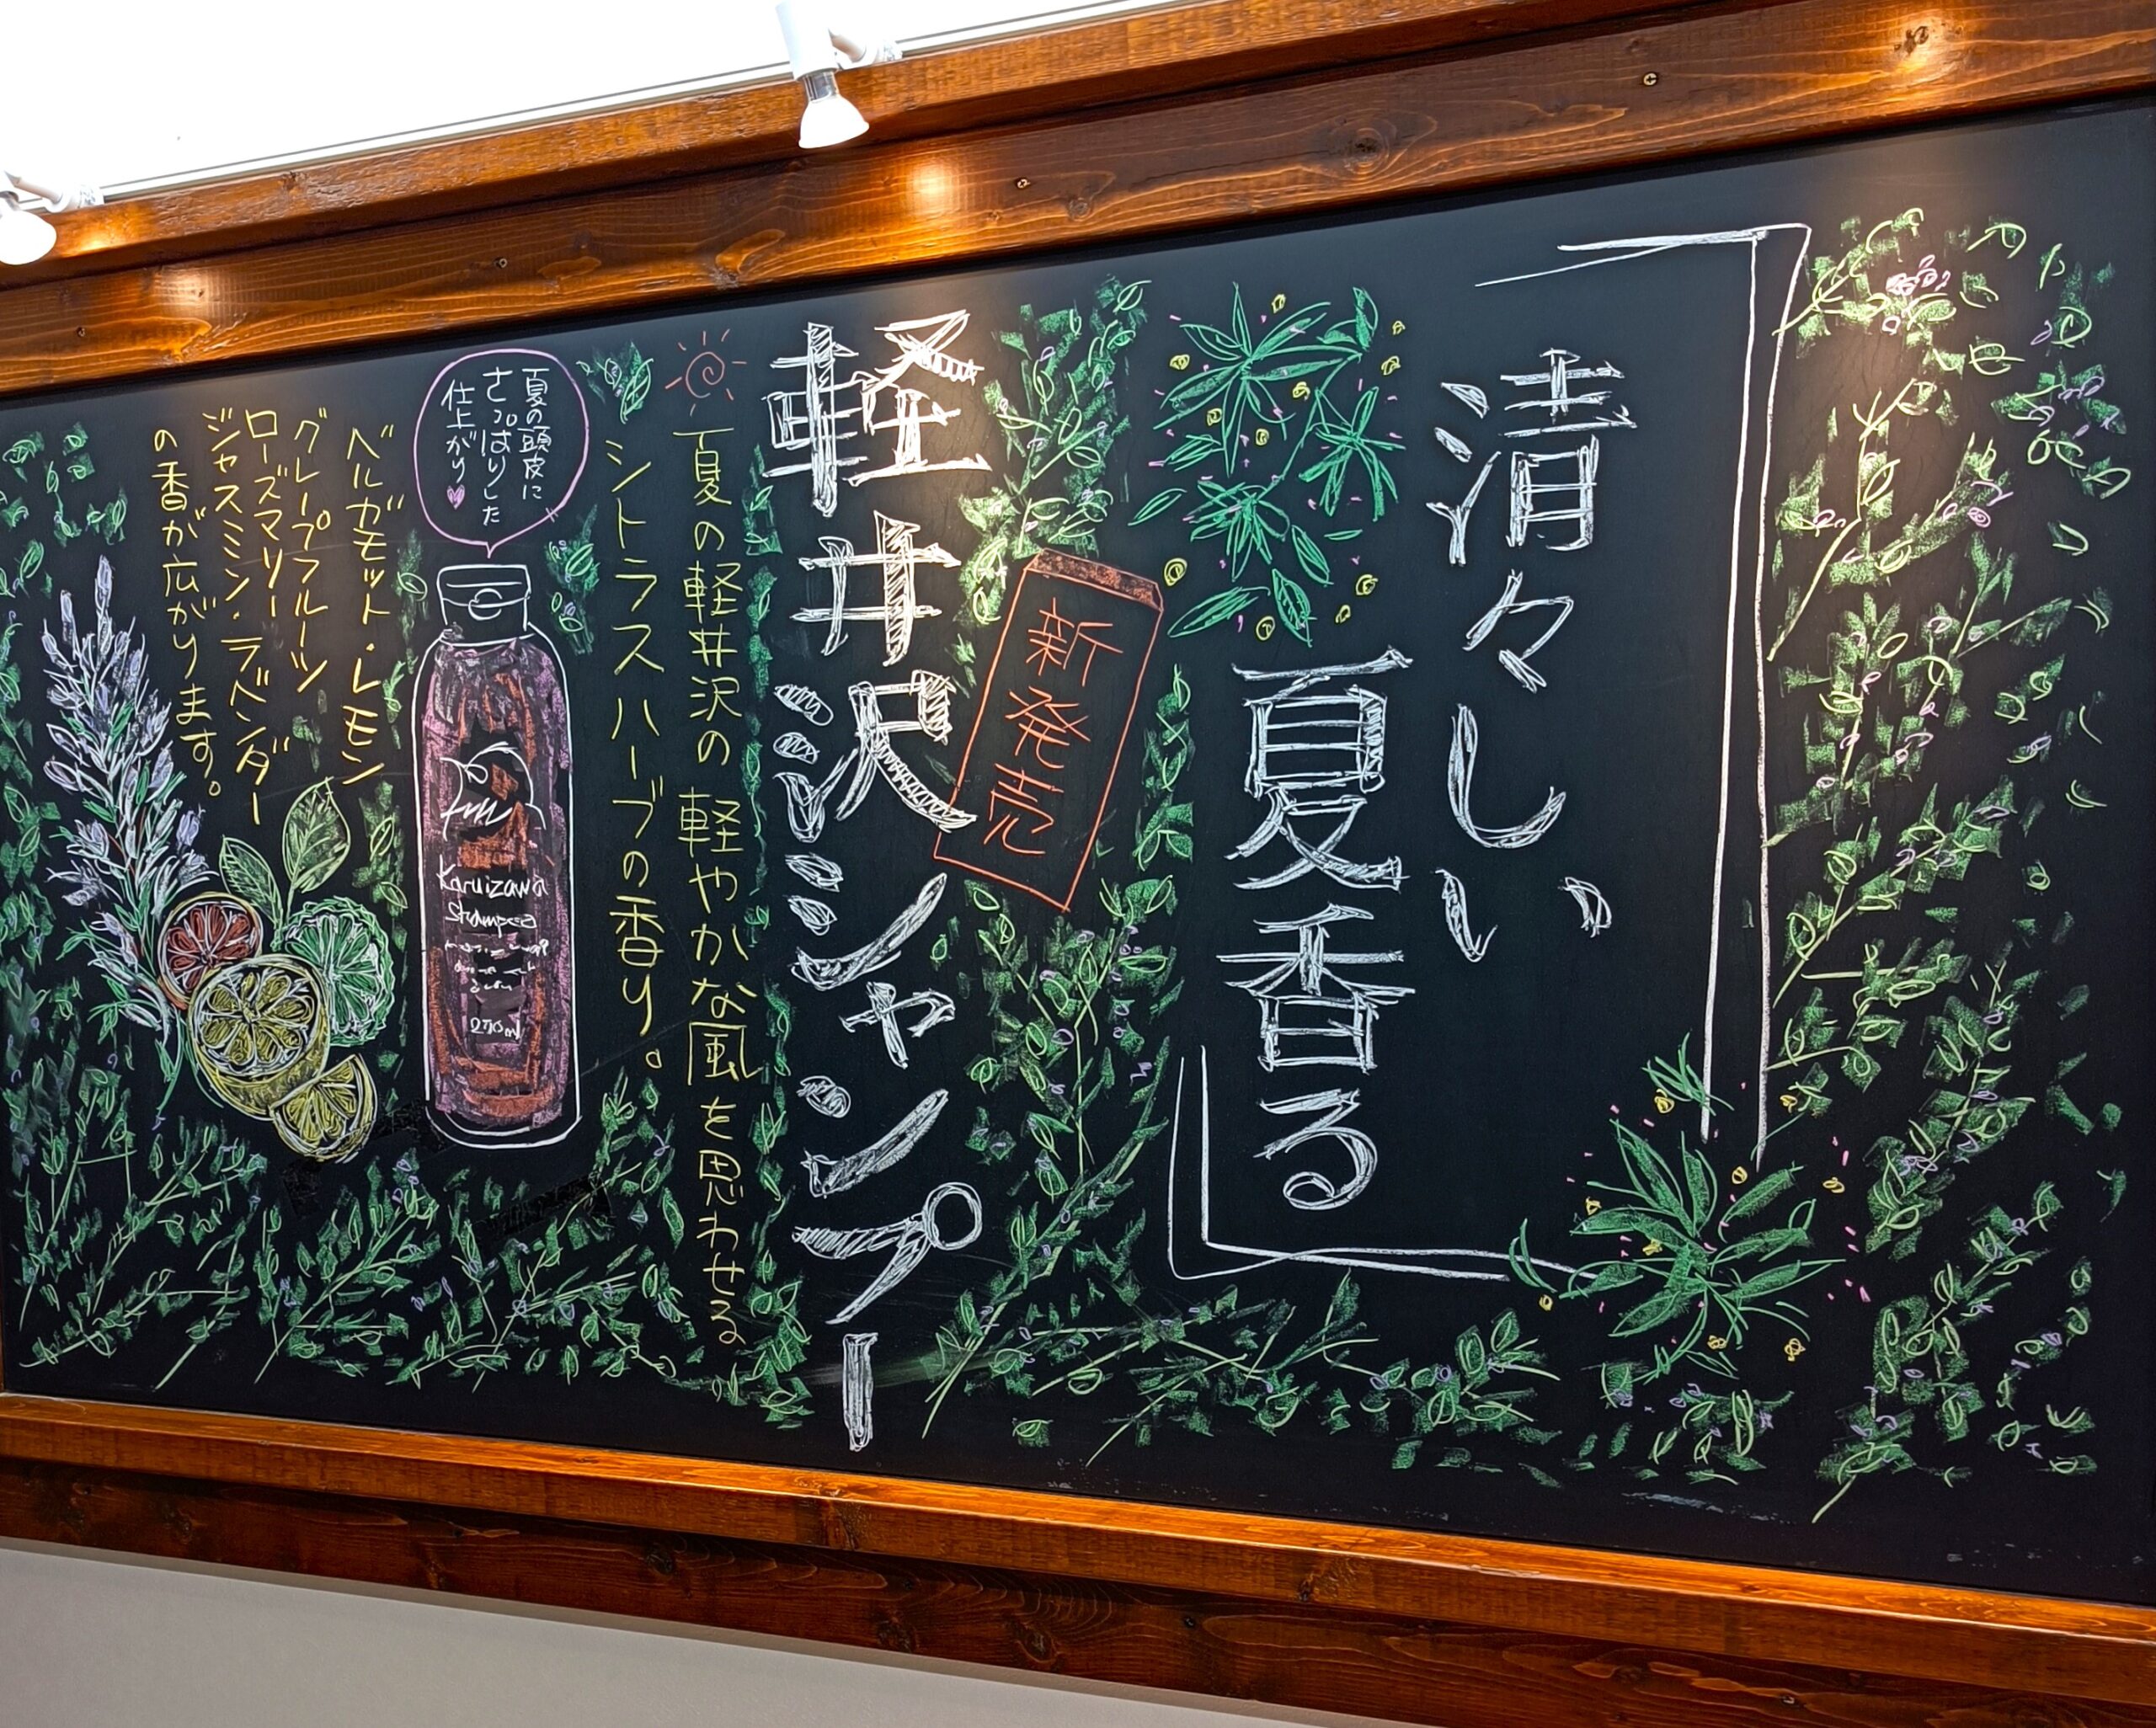 清々しい
夏香る
新発売
軽井沢シャンプー
夏の軽井沢の軽やかな風を思わせる
シトラスハーブの香り。
夏の頭皮に
さっぱりした
仕上がり♥
Karuizawa
Shampoo
270ml
ベルガモット・レモン
グレープフルーツ
ローズマリー
ジャスミン・ラベンダー
の香が広がります。